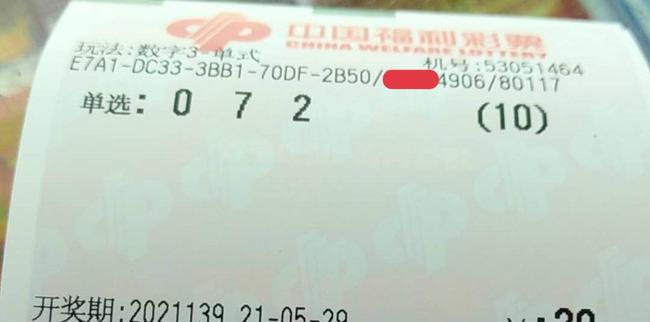 中国福利彩票
CHINA WELFARE LOTTERY
玩法:数字3-单式 机号:53051464
E7A1-DC33-3BB1-70DF-2B50/ 4906/80117
单选: 0 7 2 (10)
开奖期:2021139 21-05-29